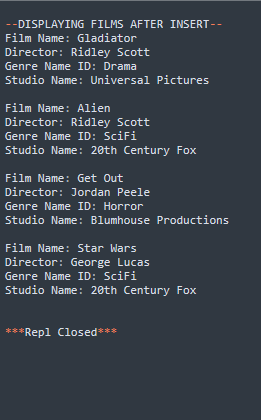 --DISPLAYING FILMS AFTER INSERT--
Film Name: Gladiator
Director: Ridley Scott
Genre Name ID: Drama
Studio Name: Universal Pictures
Film Name: Alien
Director: Ridley Scott
Genre Name ID: SciFi
Studio Name: 20th Century Fox
Film Name: Get Out
Director: Jordan Peele
Genre Name ID: Horror
Studio Name: Blumhouse Productions
Film Name: Star Wars
Director: George Lucas
Genre Name ID: SciFi
Studio Name: 20th Century Fox
***Repl Closed***